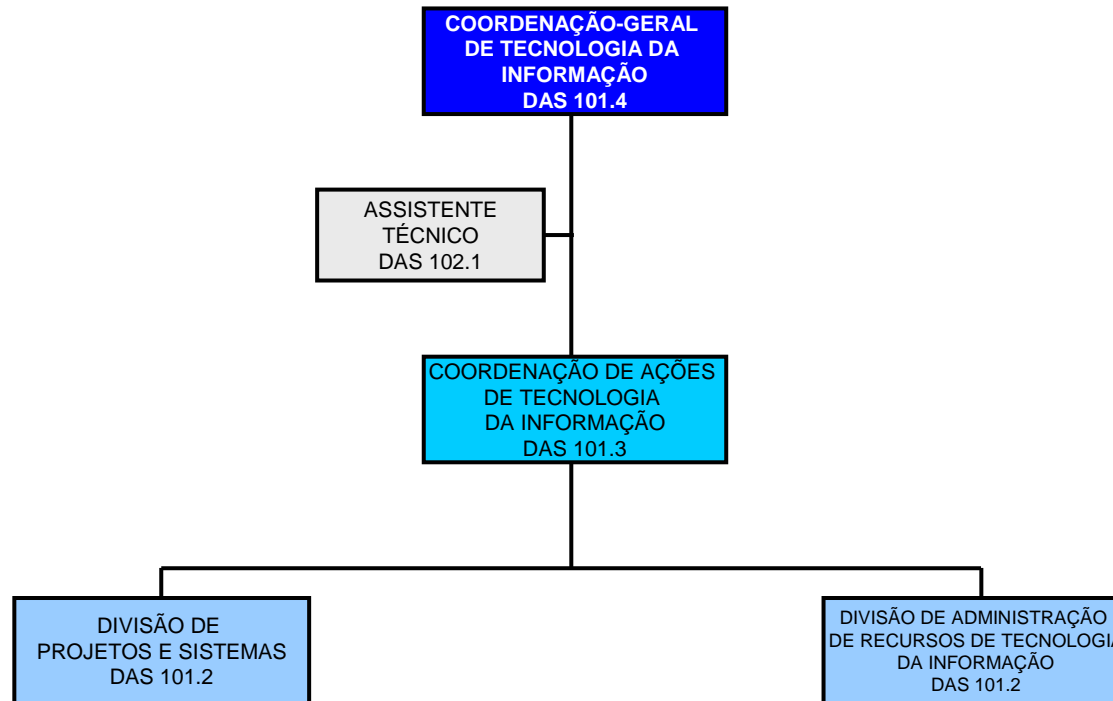 COORDENAÇÃO-GERAL
DE TECNOLOGIA DA
INFORMAÇÃO
DAS 101.4
ASSISTENTE
TÉCNICO
DAS 102.1
COORDENAÇÃO DE AÇÕES
DE TECNOLOGIA
DA INFORMAÇÃO
DAS 101.3
DIVISÃO DE
PROJETOS E SISTEMAS
DAS 101.2
DIVISÃO DE ADMINISTRAÇÃO
DE RECURSOS DE TECNOLOGIA
DA INFORMAÇÃO
DAS 101.2